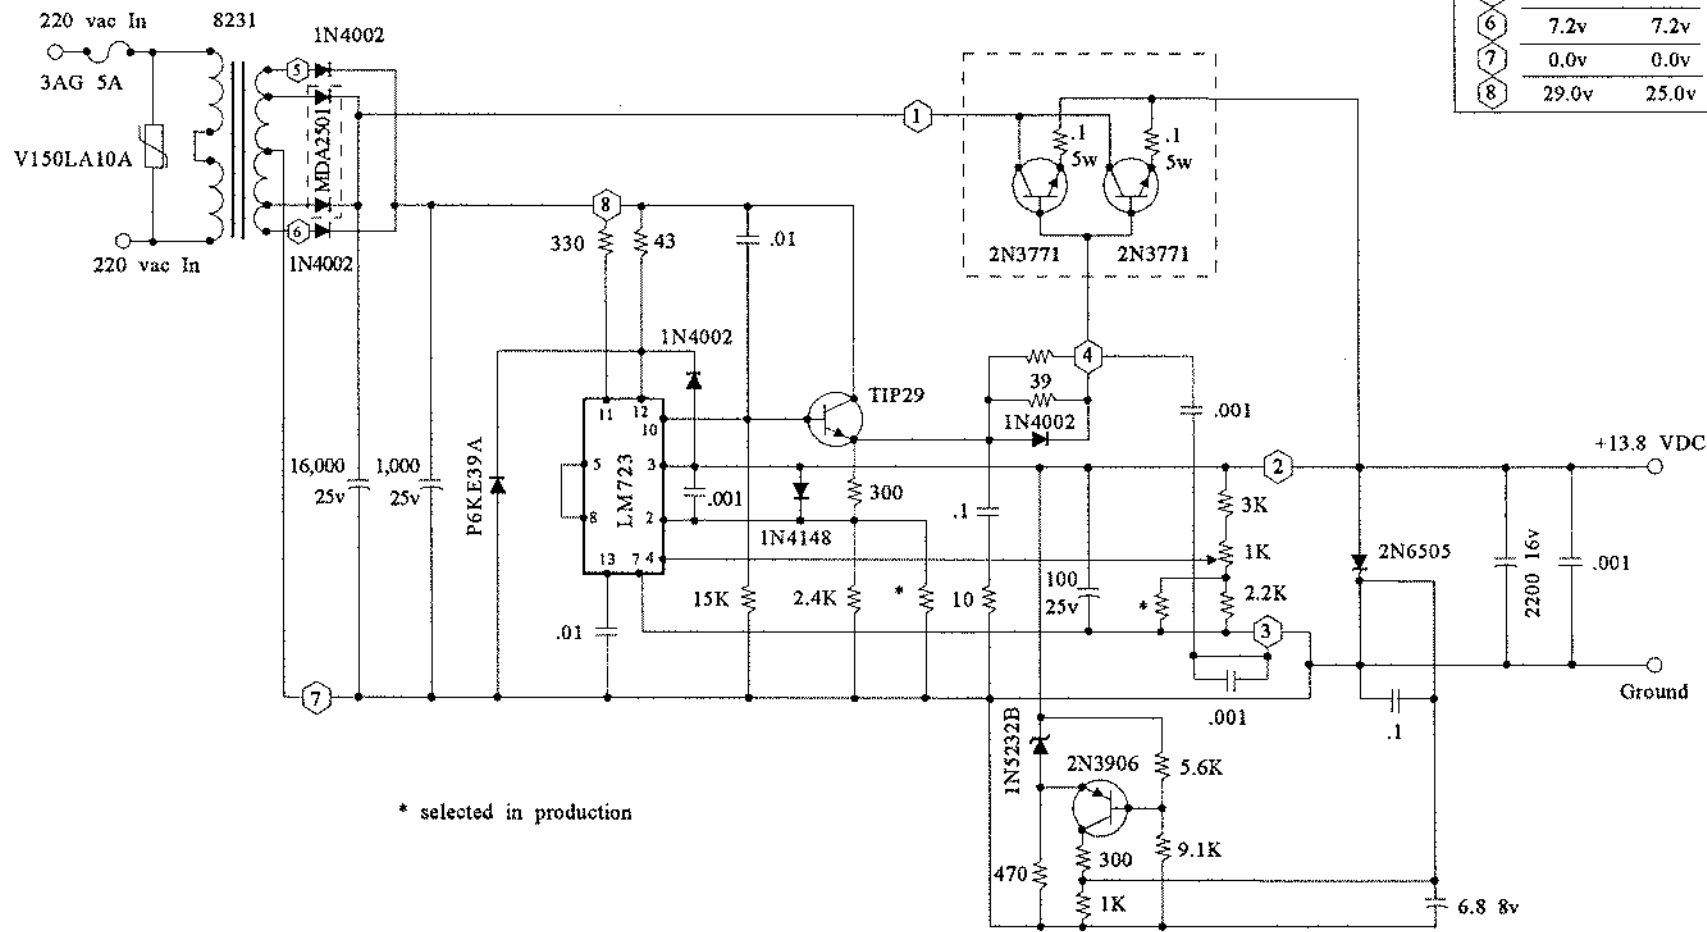 220 vac In
8231
1N4002
3AG 5A
5
MDA2501
V150LA10A
6
1N4002
220 vac In
6 7.2v 7.2v
7 0.0v 0.0v
8 29.0v 25.0v
1
.1
5w
.1
5w
2N3771
2N3771
8
330
43
.01
1N4002
4
39
1N4002
.001
TIP29
11
12
10
5
3
8
2
13
7
4
LM723
P6KE39A
16,000
25v
1,000
25v
.001
1N4148
300
.1
2
3K
1K
+13.8 VDC
2N6505
2200 16v
.001
.01
15K
2.4K
*
10
100
25v
*
2.2K
3
7
.001
Ground
.1
1N5232B
2N3906
5.6K
* selected in production
470
300
9.1K
1K
6.8 8v